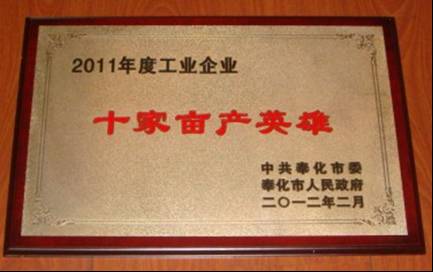 2011年度工业企业
十家亩产英雄
中共奉化市委
奉化市人民政府
二〇一二年二月